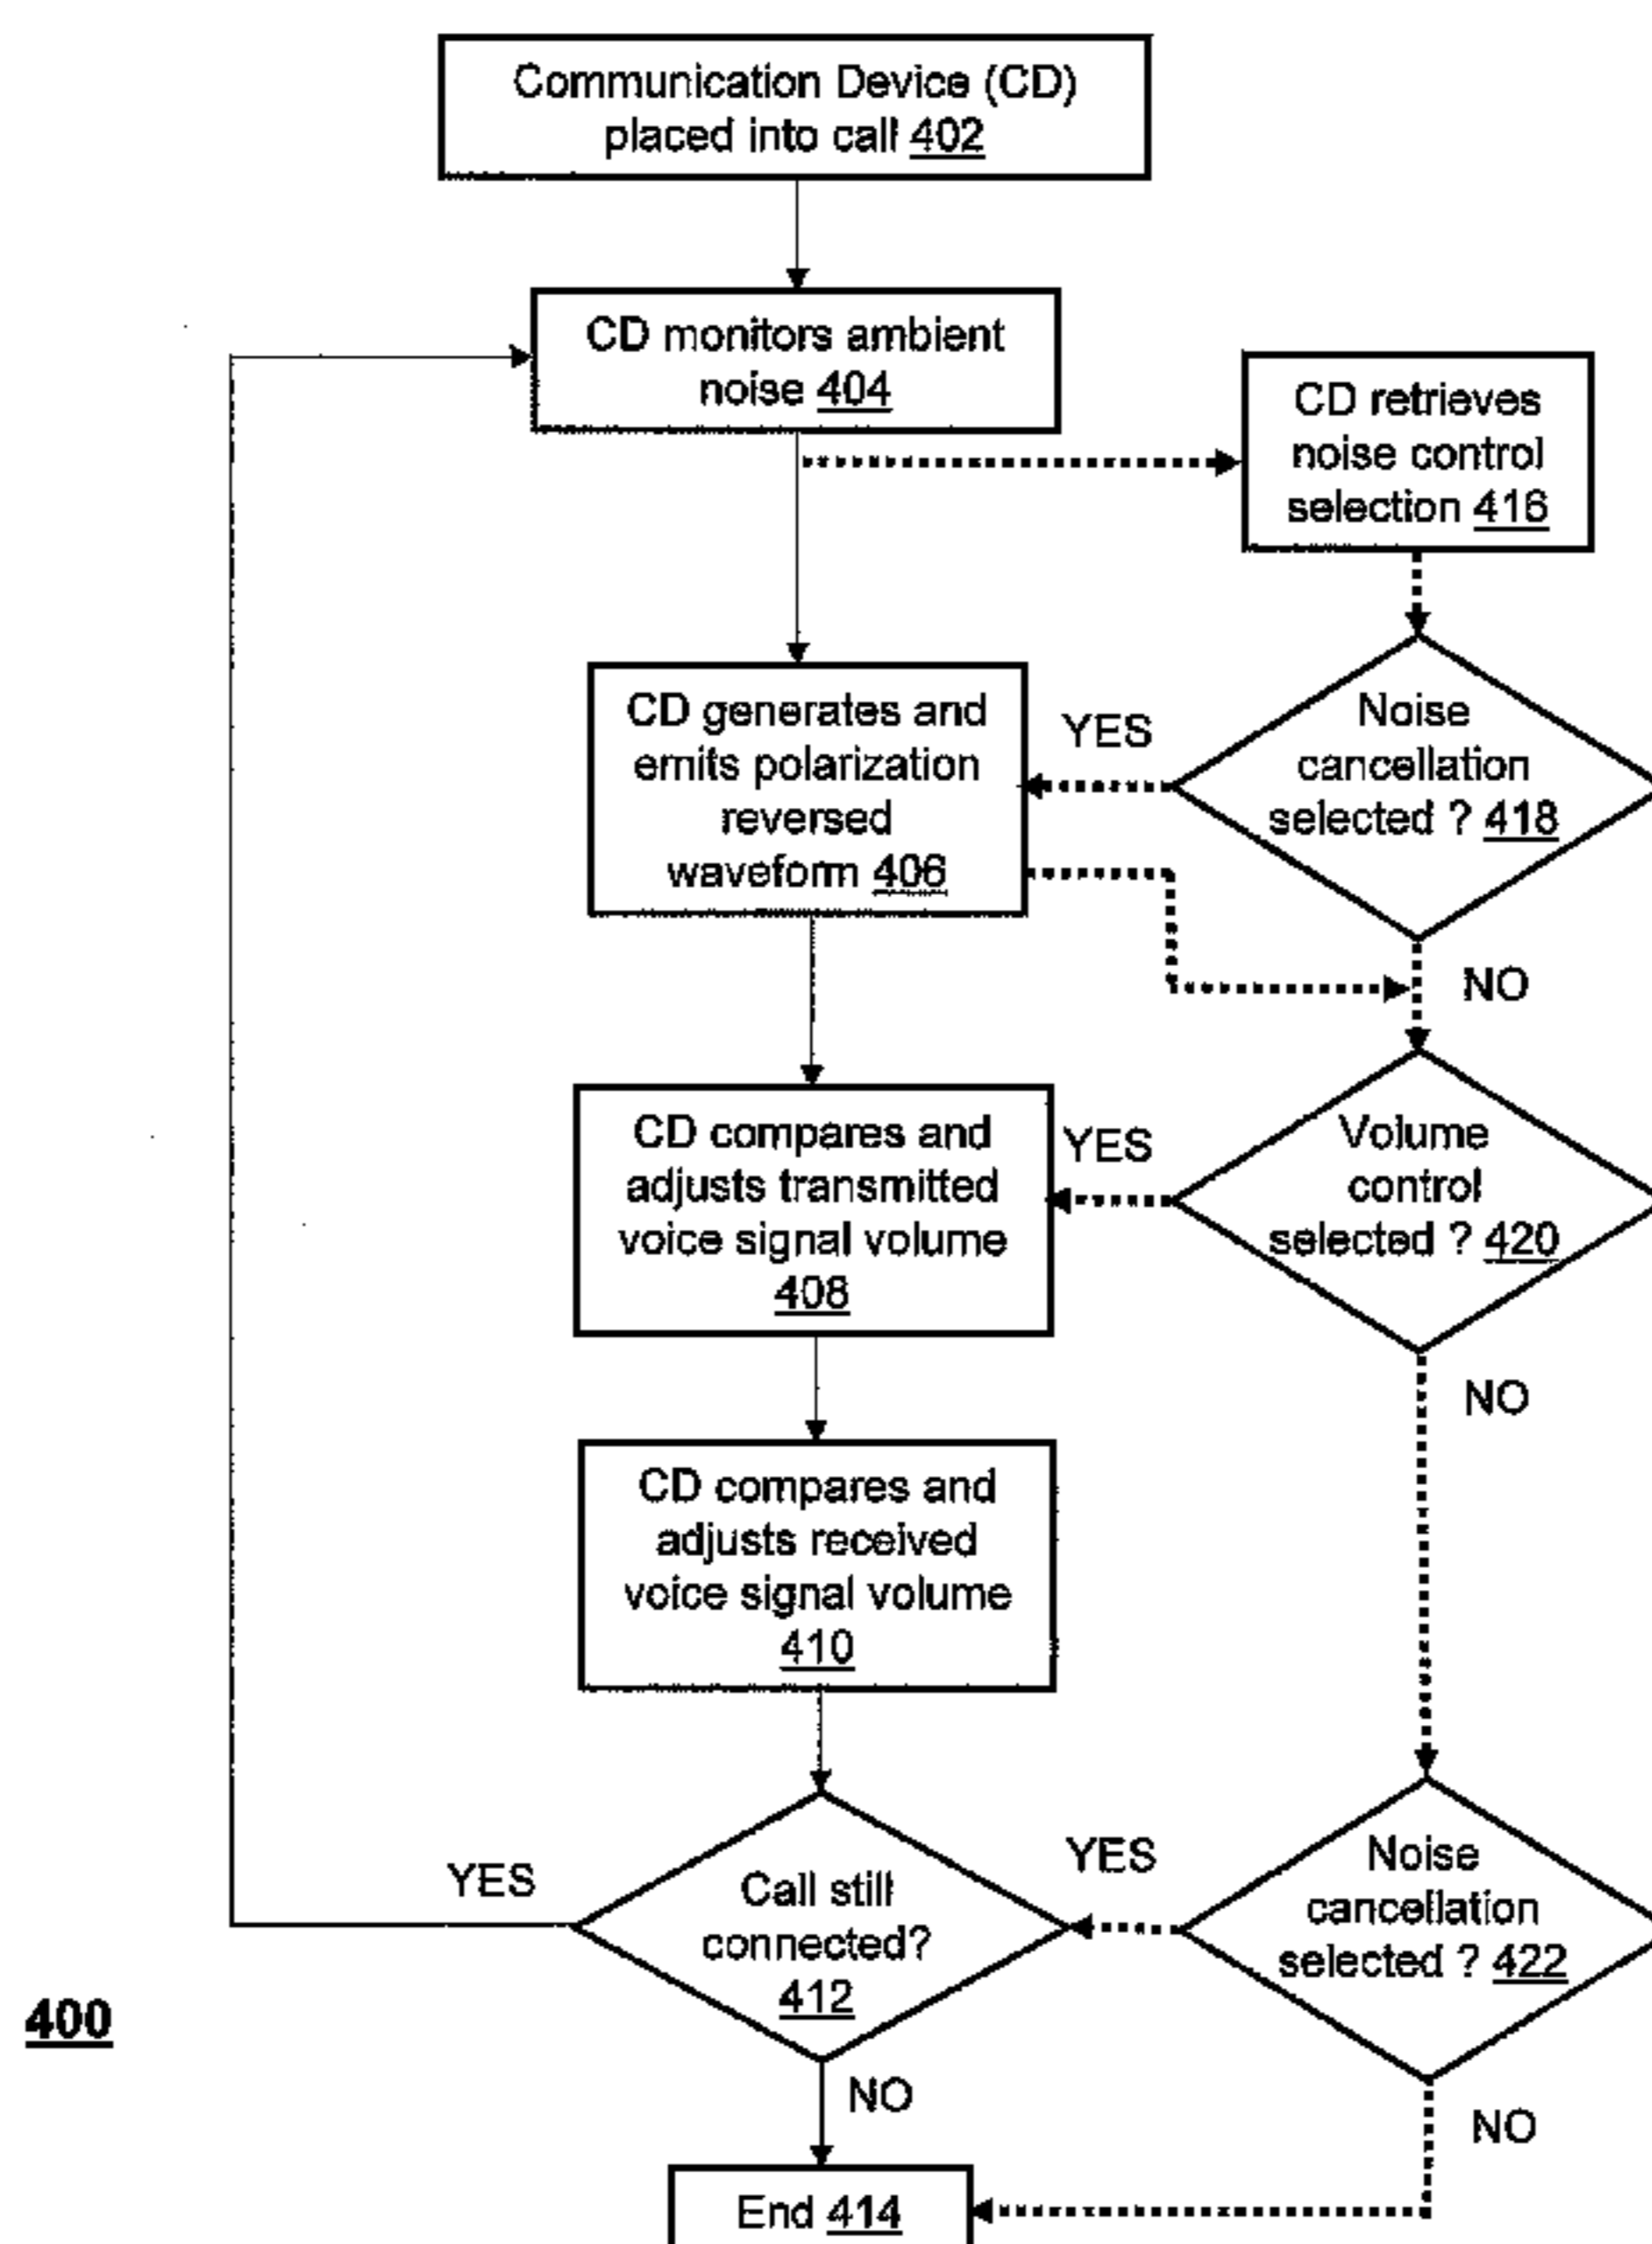 Communication Device (CD)
placed into call 402
CD monitors ambient
noise 404
CD retrieves
noise control
selection 416
CD generates and
emits polarization
reversed
waveform 406
YES
Noise
cancellation
selected ? 418
NO
CD compares and
adjusts transmitted
voice signal volume
408
YES
Volume
control
selected ? 420
NO
CD compares and
adjusts received
voice signal volume
410
YES
Call still
connected?
412
YES
Noise
cancellation
selected ? 422
400
NO
NO
End 414